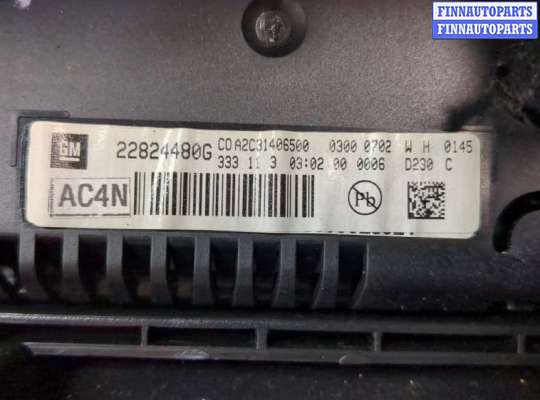 FINNAUTOPARTS
FINNAUTOPARTS
GM 22824480G CO A2C31406500 0300 0702 W H 0145
333 11 3 03:02 00 0006 D230 C
AC4N Pb